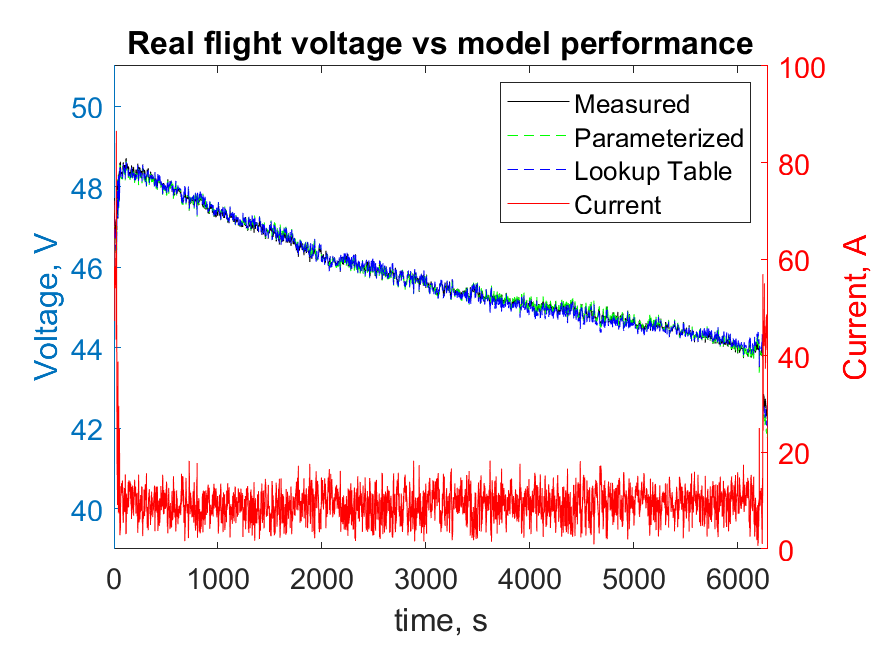 Real flight voltage vs model performance
Measured
Parameterized
Lookup Table
Current
Voltage, V
50
48
46
44
42
40
Current, A
100
80
60
40
20
0
0 1000 2000 3000 4000 5000 6000
time, s